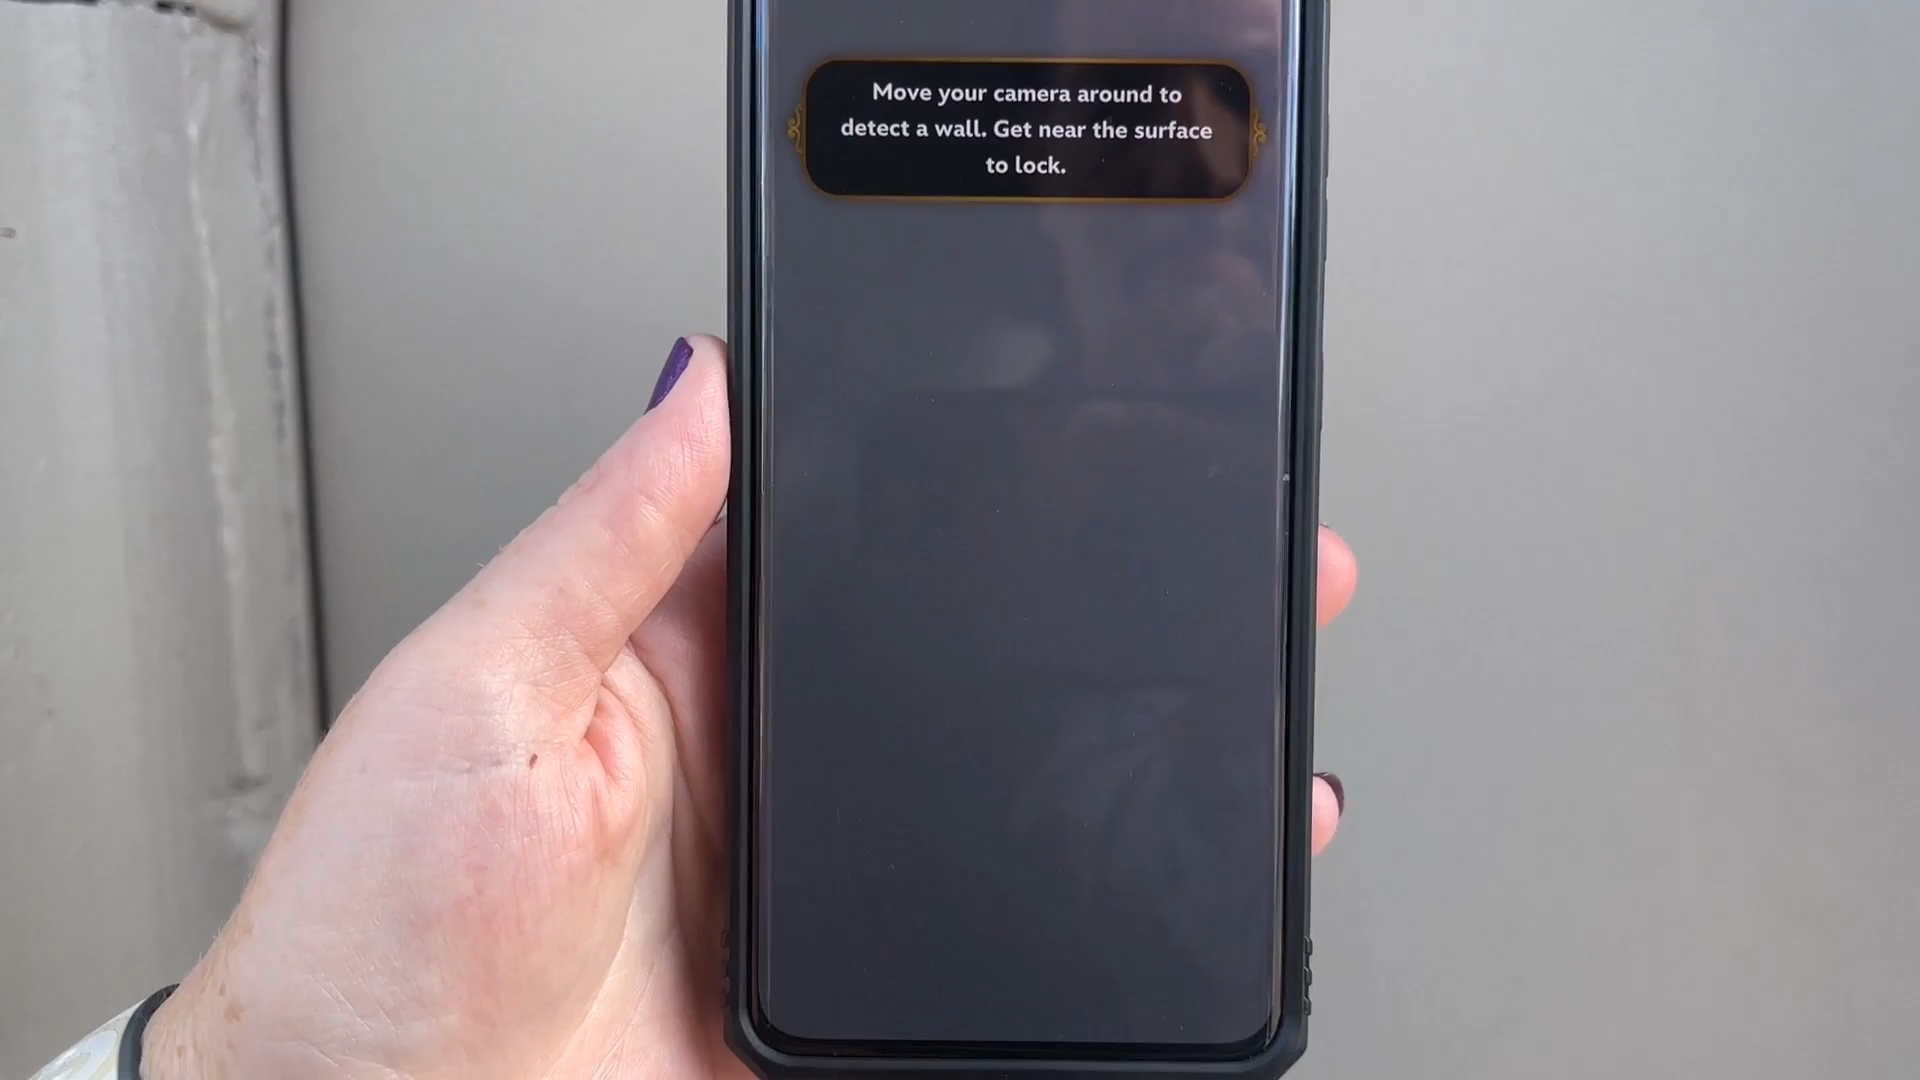 Move your camera around to
detect a wall. Get near the surface
to lock.